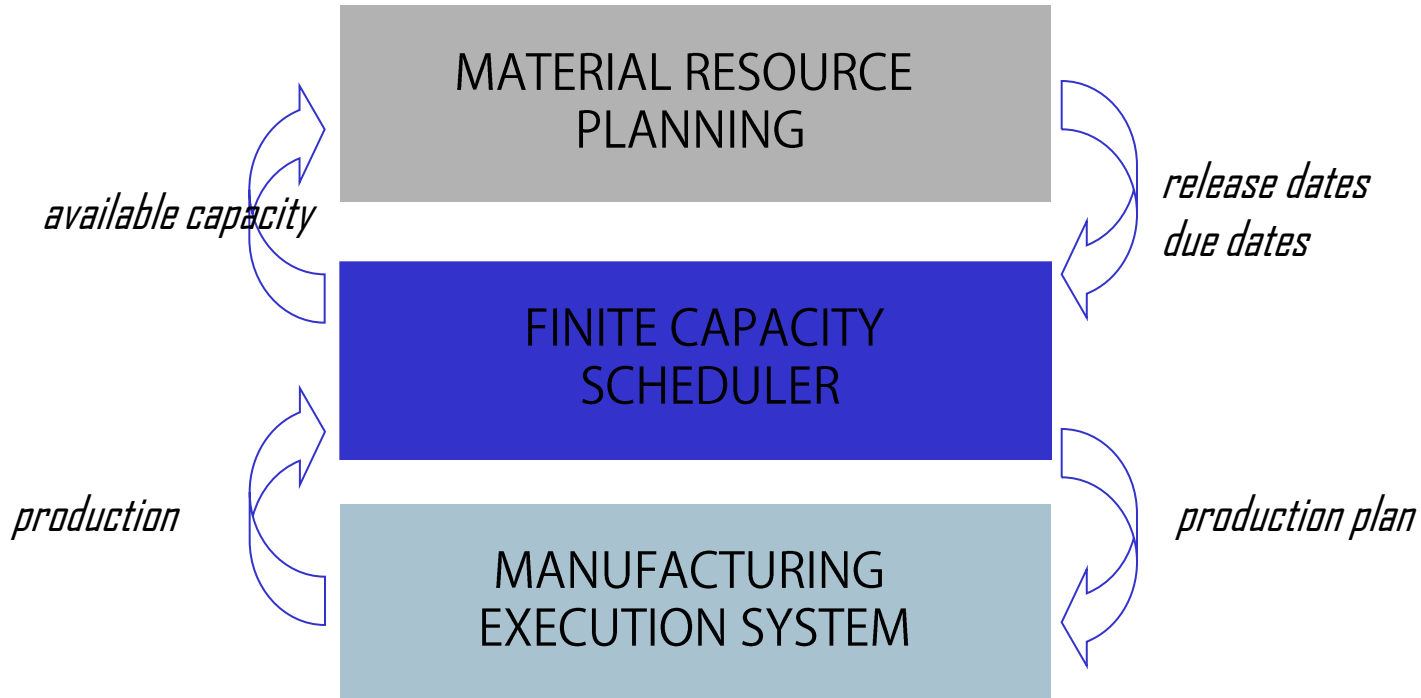 MATERIAL RESOURCE
PLANNING
available capacity
release dates
due dates
FINITE CAPACITY
SCHEDULER
production
production plan
MANUFACTURING
EXECUTION SYSTEM